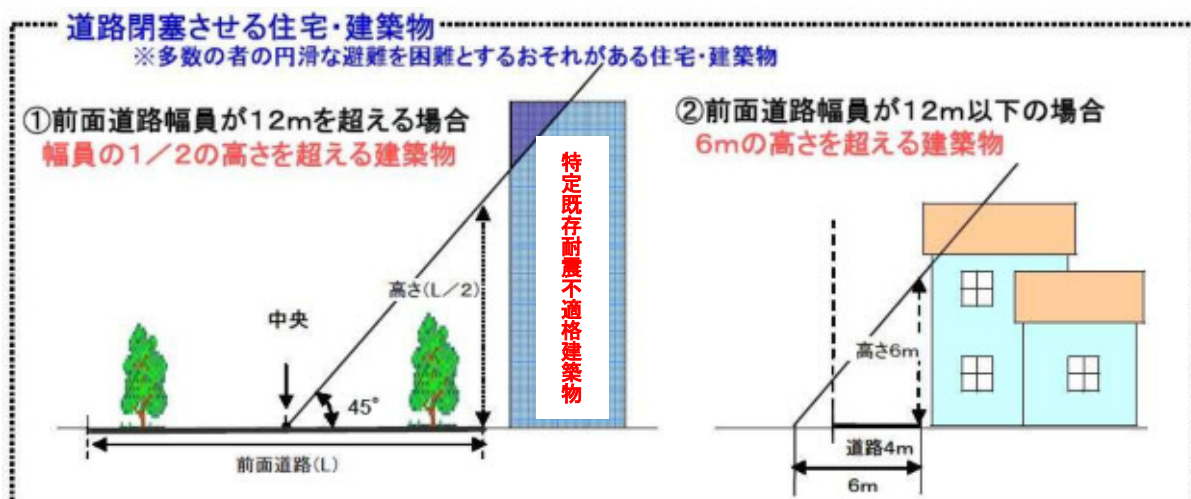 道路閉塞させる住宅・建築物
※多数の者の円滑な避難を困難とするおそれがある住宅・建築物
①前面道路幅員が12mを超える場合
幅員の1/2の高さを超える建築物
特定既存耐震不適格建築物
高さ(L/2)
中央
45°
前面道路(L)
②前面道路幅員が12m以下の場合
6mの高さを超える建築物
高さ6m
道路4m
6m